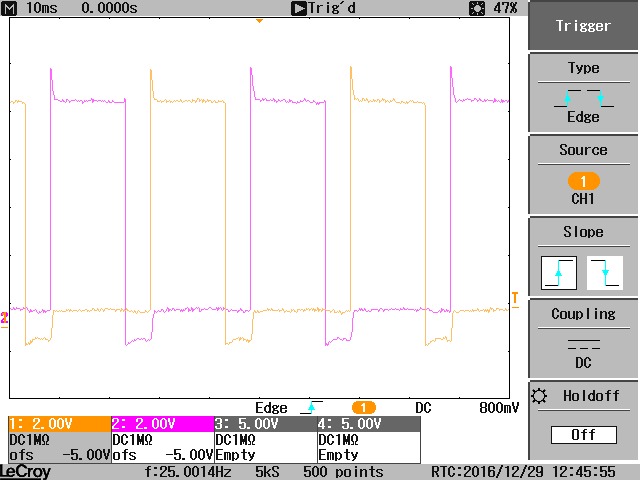 M 10ms 0.0000s Trig'd 47%
Trigger
Type
Edge
Source
1
CH1
Slope
T
2
Coupling
DC
Edge 1 DC 800mV
Holdoff
Off
1: 2.00V 2: 2.00V 3: 5.00V 4: 5.00V
DC1MΩ DC1MΩ DC1MΩ DC1MΩ
ofs -5.00V ofs -5.00V Empty Empty
LeCroy f:25.0014Hz 5kS 500 points RTC:2016/12/29 12:45:55